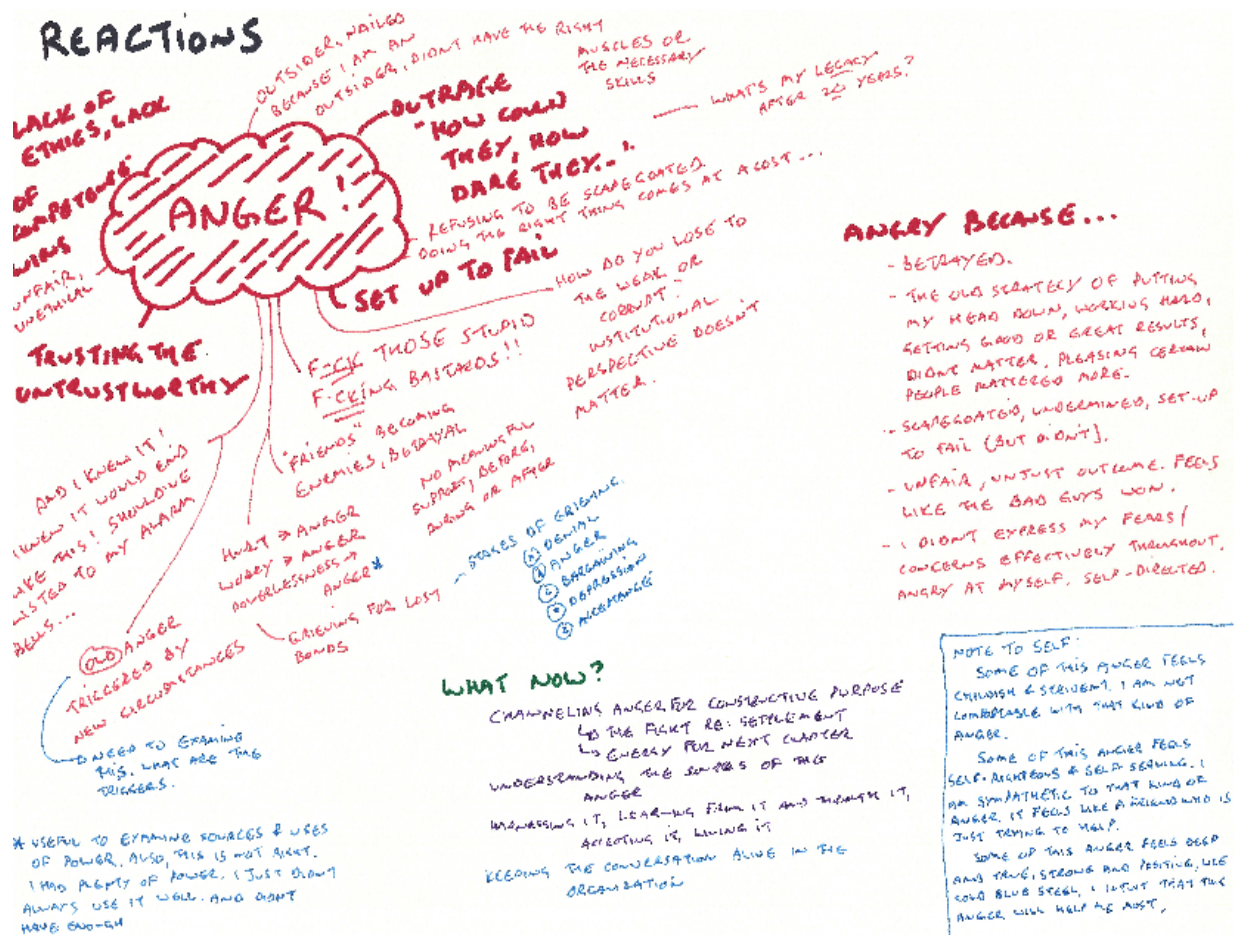 REACTIONS
OUTSIDER, NAILED
BECAUSE I AM AN
OUTSIDER, DIDNT HAVE THE RIGHT
MUSCLES OR
THE NECESSARY
SKILLS
LACK OF
ETHICS, LACK
OF
COMPETENCE
WINS
UNFAIR,
UNETHICAL
ANGER!
OUTRAGE
"HOW COULD
THEY, HOW
DARE THEY...
WHAT'S MY LEGACY
AFTER 20 YEARS?
REFUSING TO BE SCAPEGOATED.
DOING THE RIGHT THING COMES AT A COST...
SET UP TO FAIL
HOW DO YOU LOSE TO
THE WEAK OR
CORRUPT?
INSTITUTIONAL
PERSPECTIVE DOESN'T
MATTER.
TRUSTING THE
UNTRUSTWORTHY
F-CK THOSE STUPID
F-CKING BASTARDS!!
"FRIENDS" BECOMING
ENEMIES, BETRAYAL
NO MEANINGFUL
SUPPORT, BEFORE,
DURING OR AFTER
AND I KNEW IT!
I KNEW IT WOULD END
LIKE THIS! SHOULDIVE
LISTED TO MY ALARM
BELLS...
HURT → ANGER
WORRY → ANGER
POWERLESSNESS →
ANGER*
GRIEVING FOR LOST
BONDS
- STAGES OF GRIEVING.
DENIAL
ANGER
BARGAINING
DEPRESSION
ACCEPTANCE
OLD ANGER
TRIGGERED BY
NEW CIRCUMSTANCES
NEED TO EXAMINE
THIS. WHAT ARE THE
TRIGGERS.
* USEFUL TO EXAMINE SOURCES & USES
OF POWER. ALSO, THIS IS NOT RIGHT.
I HAD PLENTY OF POWER. I JUST DIDNT
ALWAYS USE IT WELL. AND DIDNT
HAVE ENOUGH
WHAT NOW?
CHANNELING ANGER FOR CONSTRUCTIVE PURPOSE
↳ THE FIGHT RE: SETTLEMENT
↳ ENERGY FOR NEXT CHAPTER
UNDERSTANDING THE SOURCES OF THIS
ANGER
HARNESSING IT, LEARNING FROM IT AND THROUGH IT,
ACCEPTING IT, LIVING IT
KEEPING THE CONVERSATION ALIVE IN THE
ORGANIZATION
ANGRY BECAUSE...
- BETRAYED.
- THE OLD STRATEGY OF PUTTING
MY HEAD DOWN, WORKING HARD,
GETTING GOOD OR GREAT RESULTS,
DIDNT MATTER. PLEASING CERTAIN
PEOPLE MATTERED MORE.
- SCAPEGOATED, UNDERMINED, SET-UP
TO FAIL (BUT DIDN'T).
- UNFAIR, UNJUST OUTCOME. FEELS
LIKE THE BAD GUYS WON.
- I DIDN'T EXPRESS MY FEARS/
CONCERNS EFFECTIVELY THROUGHOUT.
ANGRY AT MYSELF. SELF-DIRECTED.
NOTE TO SELF:
SOME OF THIS ANGER FEELS
CHILDISH & STRIDENT. I AM NOT
COMFORTABLE WITH THAT KIND OF
ANGER.
SOME OF THIS ANGER FEELS
SELF-RIGHTEOUS & SELF SERVING. I
AM SYMPATHETIC TO THAT KIND OF
ANGER. IT FEELS LIKE A FRIEND WHO IS
JUST TRYING TO HELP.
SOME OF THIS ANGER FEELS DEEP
AND TRUE, STRONG AND POSITIVE, LIKE
COLD BLUE STEEL, I INTUIT THAT THIS
ANGER WILL HELP ME MOST.